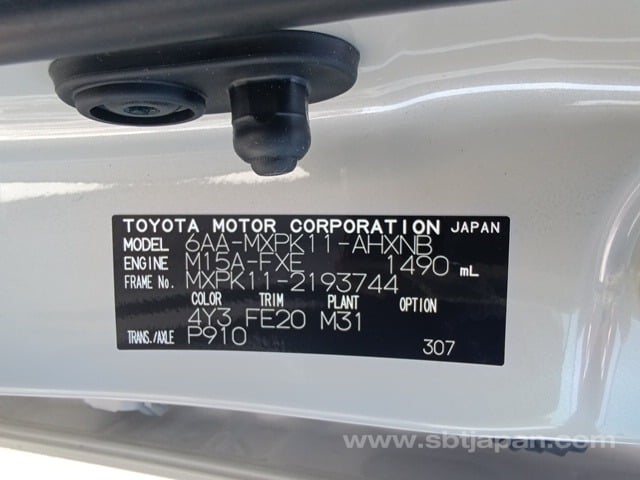 TOYOTA MOTOR CORPORATION JAPAN
MODEL 6AA-MXPK11-AHXNB
ENGINE M15A-FXE 1490 mL
FRAME No. MXPK11-2193744
COLOR TRIM PLANT OPTION
4Y3 FE20 M31
TRANS./AXLE P910 307
www.sbtjapan.com